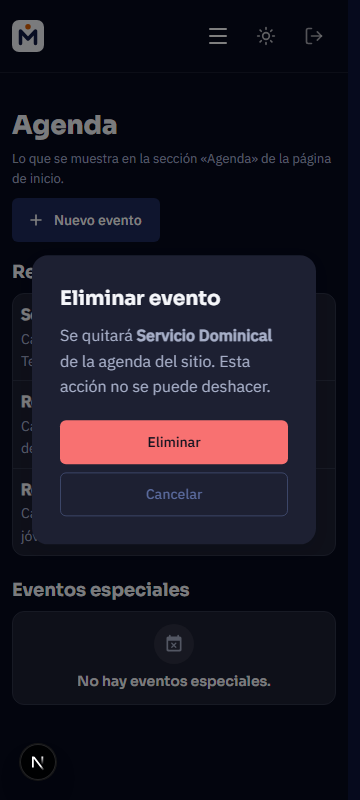 M
Agenda
Lo que se muestra en la sección «Agenda» de la página
de inicio.
+ Nuevo evento
Eliminar evento
Se quitará Servicio Dominical
de la agenda del sitio. Esta
acción no se puede deshacer.
Eliminar
Cancelar
Eventos especiales
No hay eventos especiales.
N